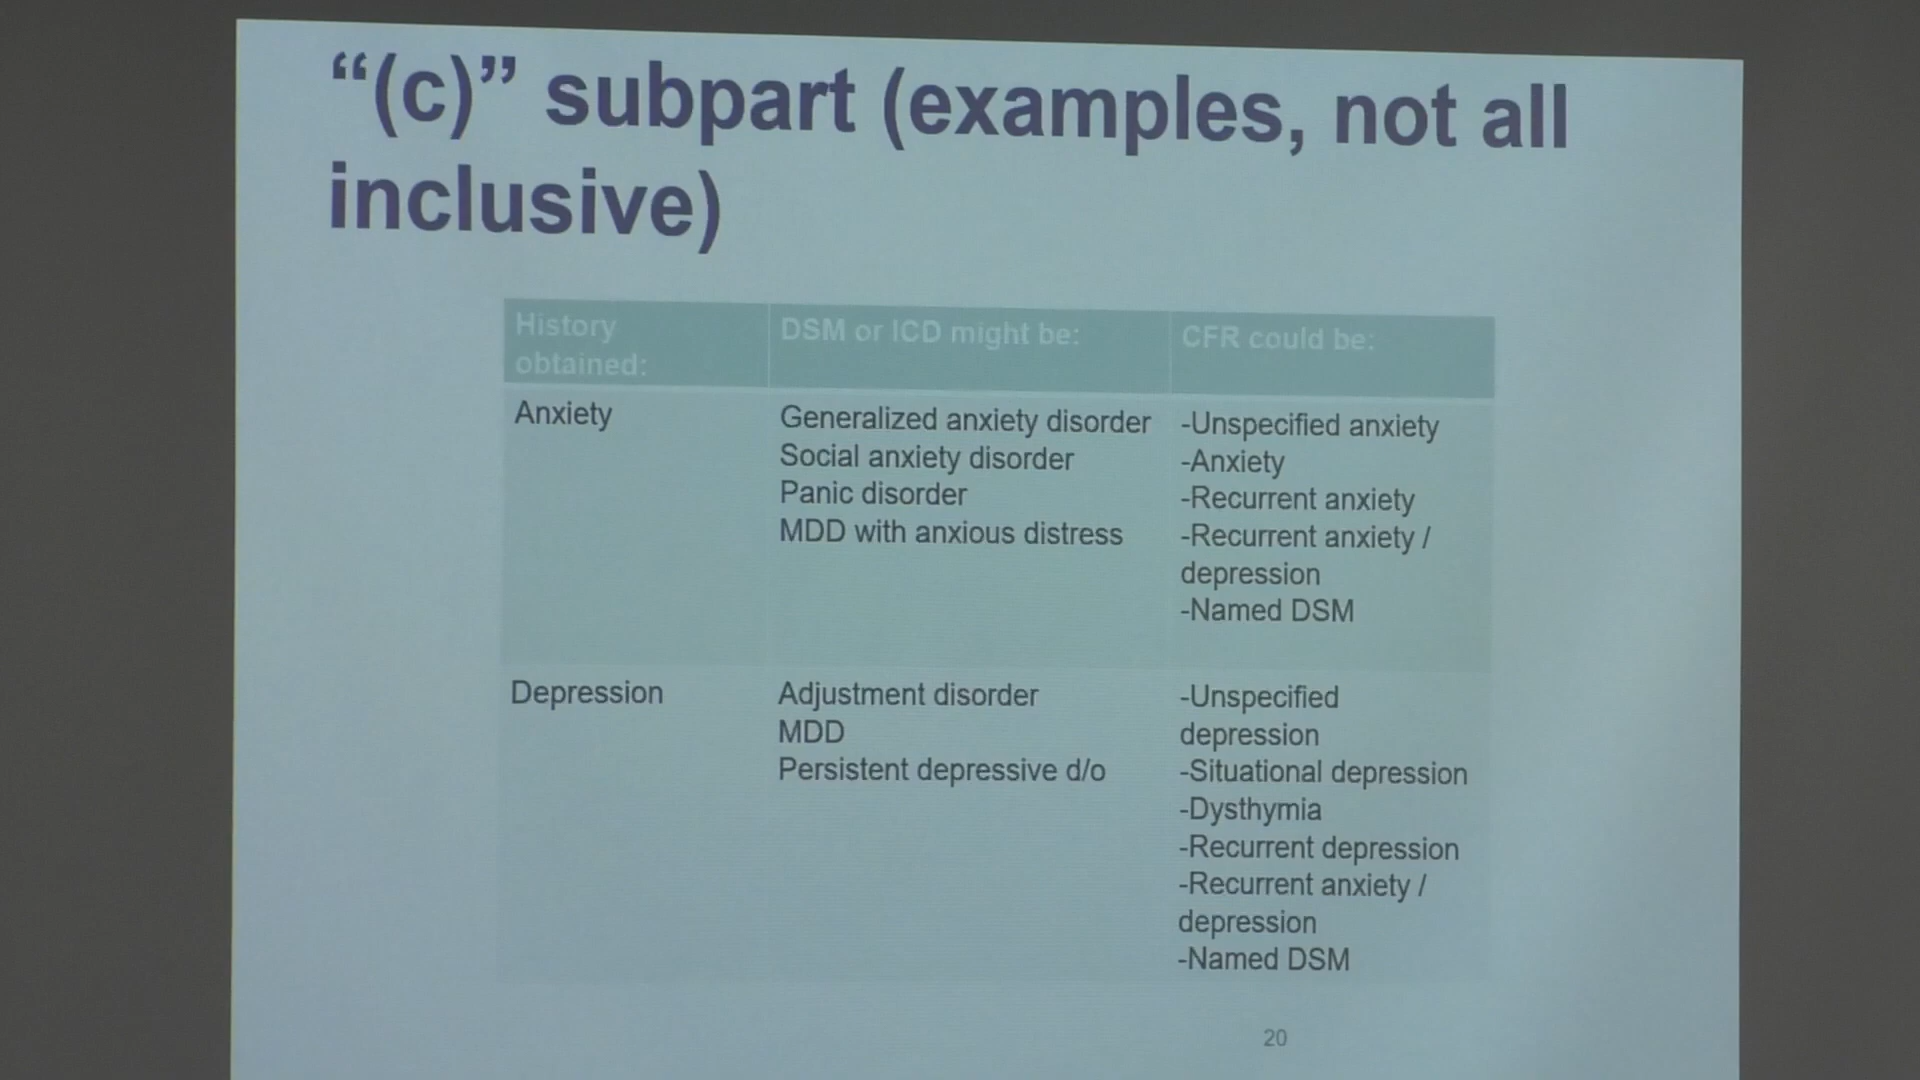 “(c)” subpart (examples, not all
inclusive)
History
obtained:
DSM or ICD might be:
CFR could be:
Anxiety
Generalized anxiety disorder
Social anxiety disorder
Panic disorder
MDD with anxious distress
-Unspecified anxiety
-Anxiety
-Recurrent anxiety
-Recurrent anxiety /
depression
-Named DSM
Depression
Adjustment disorder
MDD
Persistent depressive d/o
-Unspecified
depression
-Situational depression
-Dysthymia
-Recurrent depression
-Recurrent anxiety /
depression
-Named DSM
20